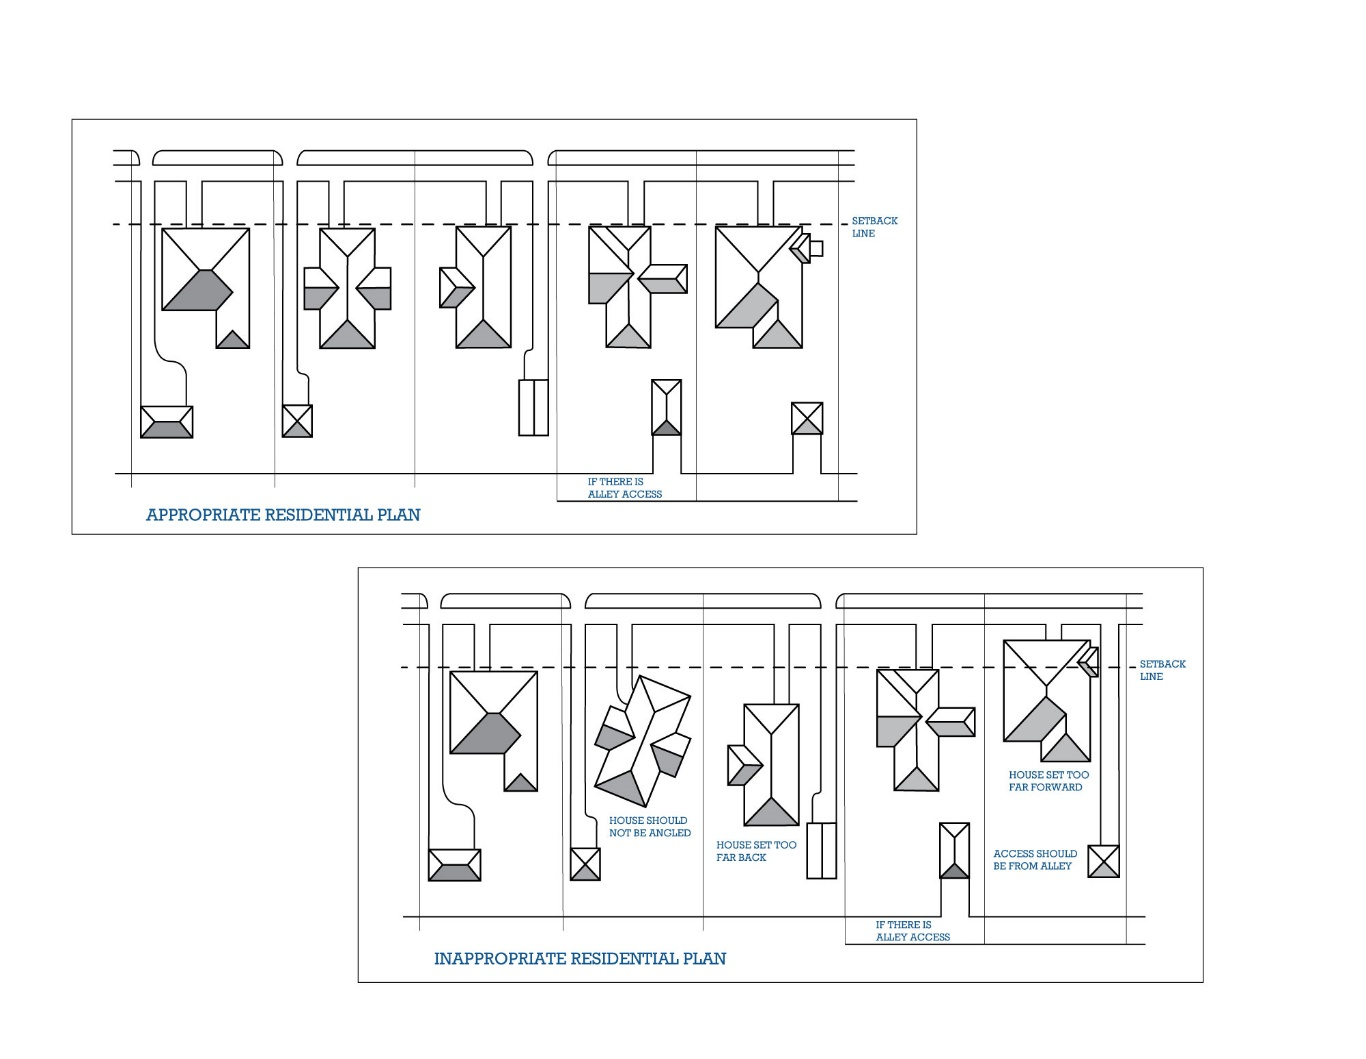 SETBACK
LINE
IF THERE IS
ALLEY ACCESS
APPROPRIATE RESIDENTIAL PLAN
SETBACK
LINE
HOUSE SET TOO
FAR FORWARD
HOUSE SHOULD
NOT BE ANGLED
HOUSE SET TOO
FAR BACK
ACCESS SHOULD
BE FROM ALLEY
IF THERE IS
ALLEY ACCESS
INAPPROPRIATE RESIDENTIAL PLAN